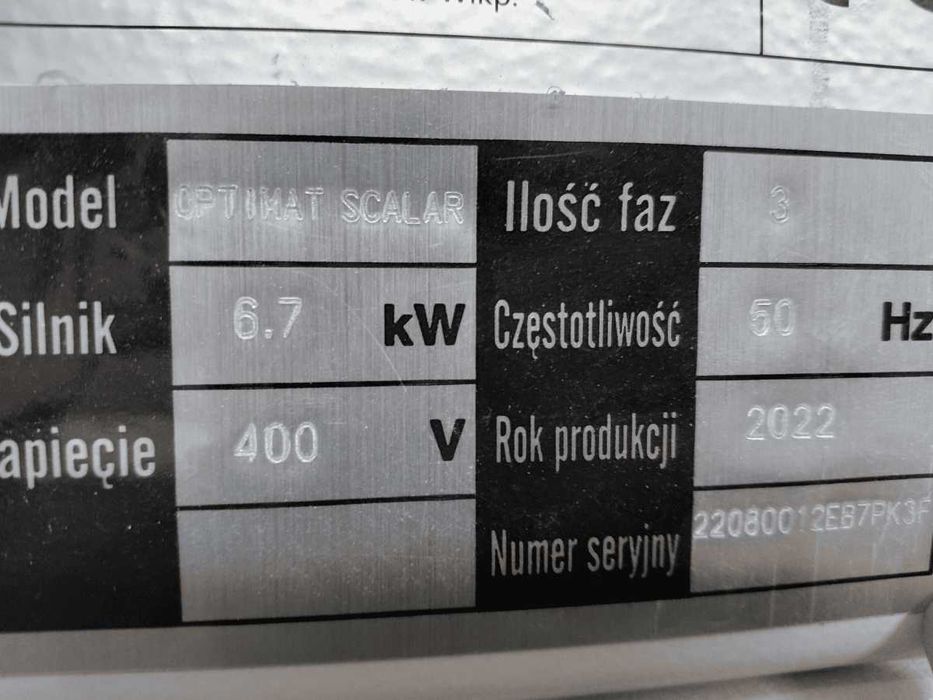 Wlkp.
Model OPTIMAT SCALAR Ilość faz 3
Silnik 6.7 kW Częstotliwość 50 Hz
apięcie 400 V Rok produkcji 2022
Numer seryjny 22080012EB7PK3F